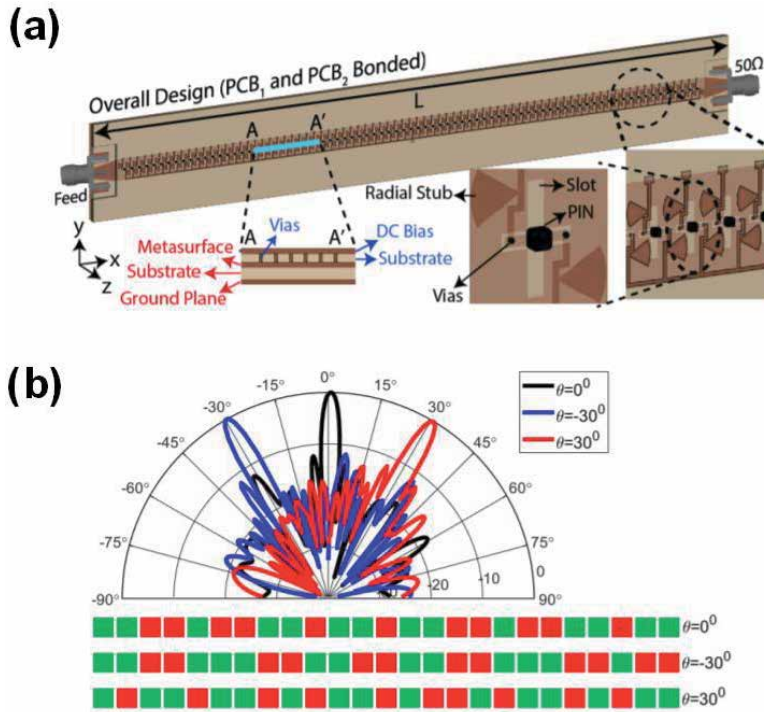 (a)
Overall Design (PCB₁ and PCB₂ Bonded)
L
50Ω
A A'
Feed
Radial Stub
Slot
PIN
Vias
Vias
A A'
DC Bias
Metasurface
Substrate
Substrate
Ground Plane
y
x
z
(b)
-90° -75° -60° -45° -30° -15° 0° 15° 30° 45° 60° 75° 90°
-20 -10 0
θ=0⁰
θ=-30⁰
θ=30⁰
θ=0⁰
θ=-30⁰
θ=30⁰